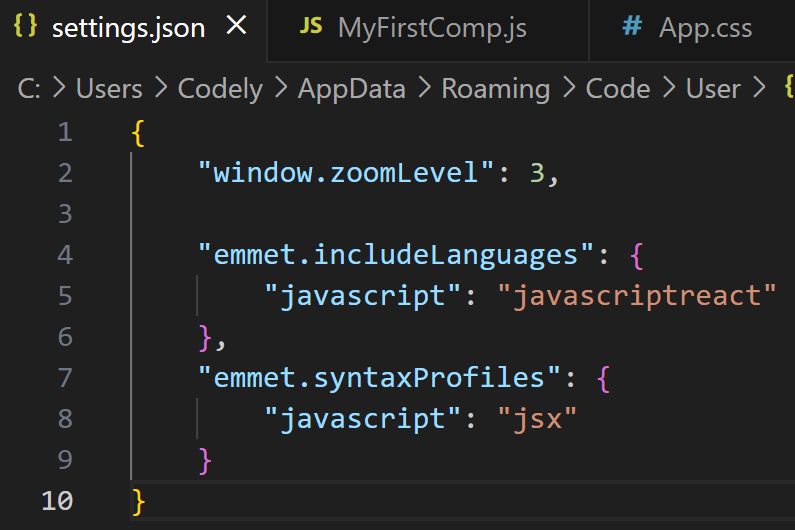 {} settings.json × JS MyFirstComp.js # App.css
C: > Users > Codely > AppData > Roaming > Code > User > {
1 {
2     "window.zoomLevel": 3,
3
4     "emmet.includeLanguages": {
5         "javascript": "javascriptreact"
6     },
7     "emmet.syntaxProfiles": {
8         "javascript": "jsx"
9     }
10 }